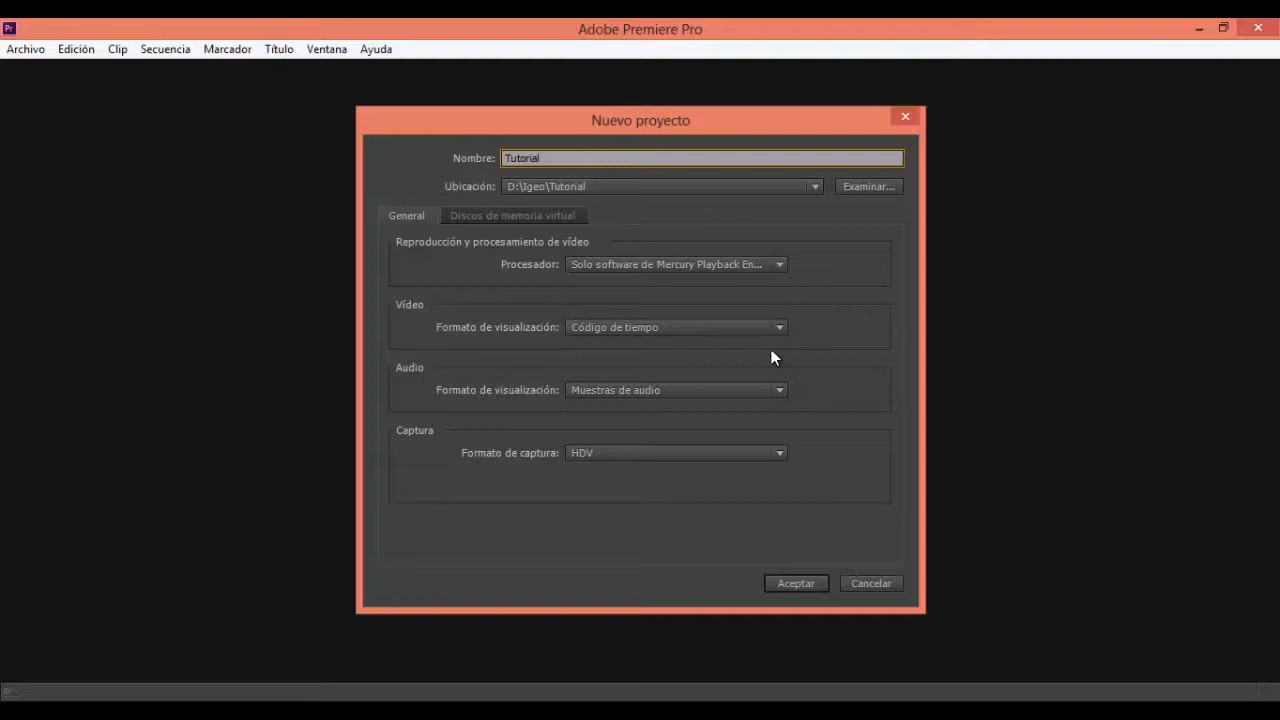 Pr
Adobe Premiere Pro
Archivo Edición Clip Secuencia Marcador Título Ventana Ayuda
Nuevo proyecto
Nombre: Tutorial
Ubicación: D:\Igeo\Tutorial Examinar...
General Discos de memoria virtual
Reproducción y procesamiento de vídeo
Procesador: Solo software de Mercury Playback En...
Vídeo
Formato de visualización: Código de tiempo
Audio
Formato de visualización: Muestras de audio
Captura
Formato de captura: HDV
Aceptar Cancelar